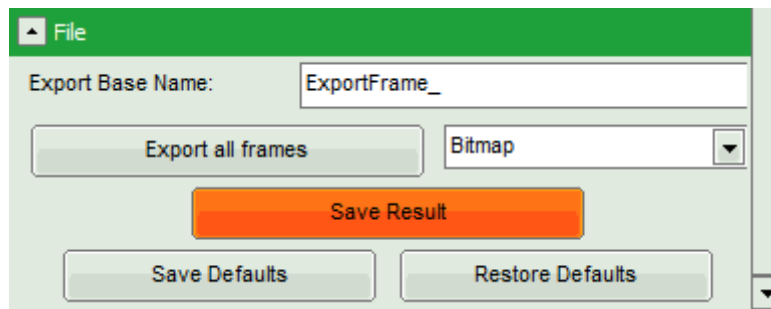 File
Export Base Name: ExportFrame_
Export all frames Bitmap
Save Result
Save Defaults Restore Defaults